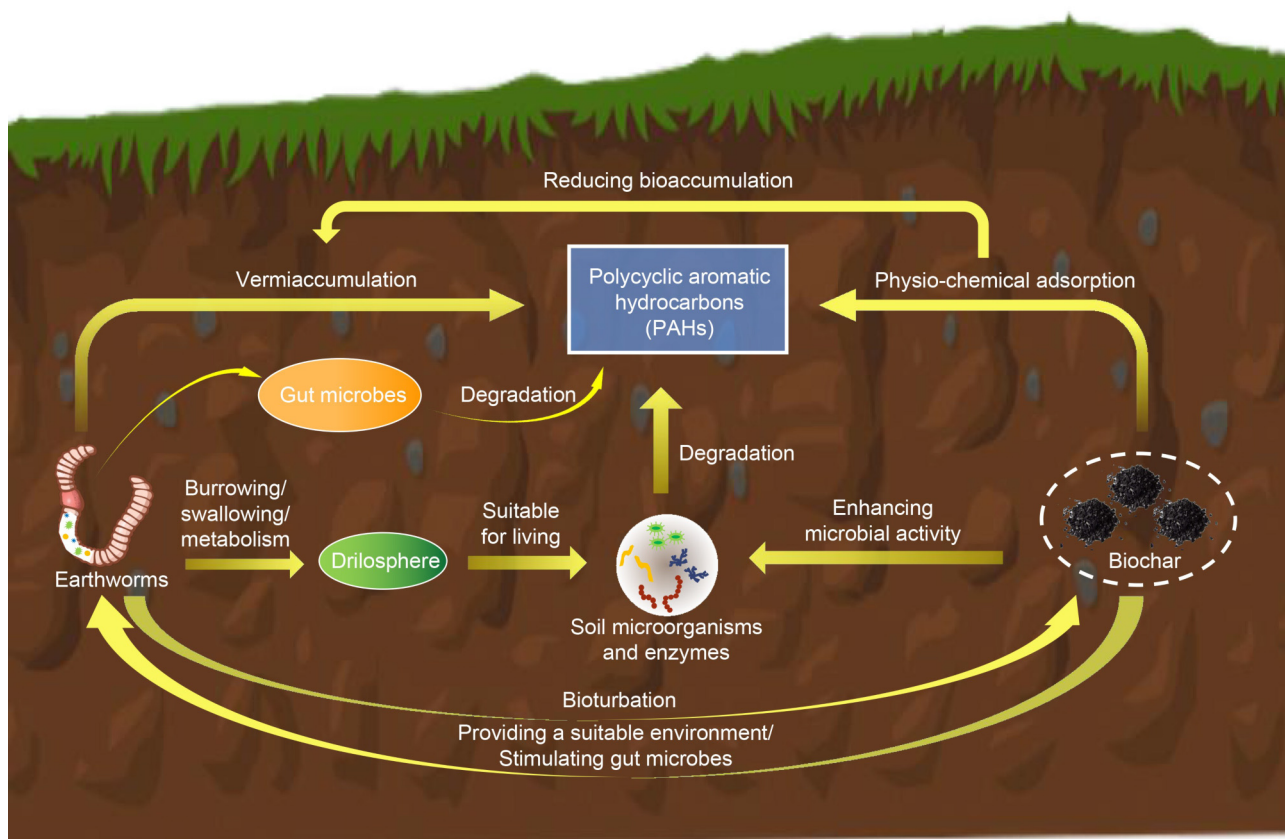 Reducing bioaccumulation
Vermiaccumulation
Polycyclic aromatic
hydrocarbons
(PAHs)
Physio-chemical adsorption
Gut microbes
Degradation
Degradation
Burrowing/
swallowing/
metabolism
Earthworms
Drilosphere
Suitable
for living
Soil microorganisms
and enzymes
Enhancing
microbial activity
Biochar
Bioturbation
Providing a suitable environment/
Stimulating gut microbes